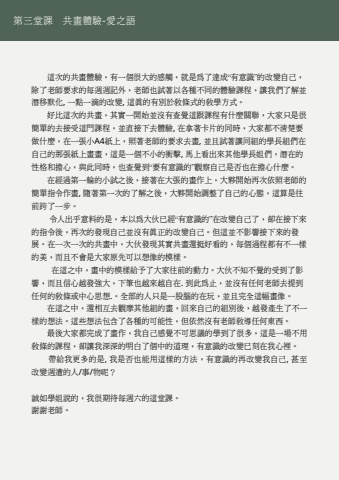 第三堂課　共畫體驗-愛之語
這次的共畫體驗，有一個很大的感觸，就是爲了達成“有意識”的改變自己，
除了老師要求的每週週記外，老師也試著以各種不同的體驗課程，讓我們了解並
潛移默化, 一點一滴的改變, 這真的有別於教條式的教學方式。
好比這次的共畫，其實一開始並沒有查覺這跟課程有什麼關聯，大家只是很
簡單的去接受這門課程，並直接下去體驗, 在拿著卡片的同時，大家都不清楚要
做什麼，在一張小A4紙上，照著老師的要求去畫, 並且試著讓同組的學長組們在
自己的那張紙上畫畫，這是一個不小的衝擊, 馬上看出來其他學長組們，潛在的
性格和擔心，與此同時，也查覺到“要有意識的”觀察自己是否也在擔心什麼。
在經過第一輪的小試之後，接著在大張的畫作上，大夥開始再次依照老師的
簡單指令作畫, 隨著第一次的了解之後，大夥開始調整了自己的心態，這算是往
前跨了一步。
令人出乎意料的是，本以爲大伙已經“有意識的”在改變自己了，卻在接下來
的指令後，再次的發現自己並沒有眞正的改變自己。但這並不影響接下來的發
展。在一次一次的共畫中，大伙發現其實共畫還挺好看的，每個過程都有不一樣
的美，而且不會是大家原先可以想像的模樣。
在這之中，畫中的模樣給予了大家往前的動力。大伙不知不覺的受到了影
響，而且信心越發強大，下筆也越來越自在. 到此爲止，並沒有任何老師去提到
任何的教條或中心思想.。全部的人只是一股腦的在玩，並且完全這幅畫像。
在這之中，還相互去觀摩其他組的畫，回來自己的組別後，越發產生了不一
樣的想法。這些想法包含了各種的可能性，但依然沒有老師敎導任何東西。
最後大家都完成了畫作，我自己感覺不可思議的學到了很多，這是一場不用
敎條的課程，卻讓我深深的明白了個中的道理，有意識的改變已刻在我心裡。
帶給我更多的是, 我是否也能用這樣的方法，有意識的再改變我自己, 甚至
改變週遭的人/事/物呢？
誠如學姐說的，我很期待每週六的這堂課。
謝謝老師。